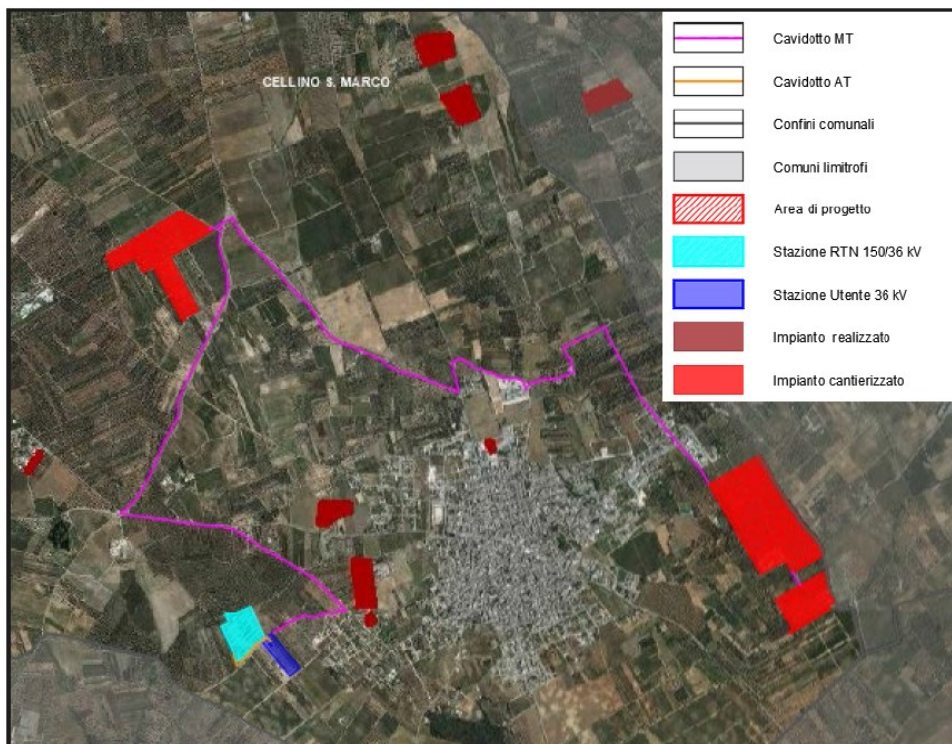 CELLINO S. MARCO
Cavidotto MT
Cavidotto AT
Confini comunali
Comuni limitrofi
Area di progetto
Stazione RTN 150/36 kV
Stazione Utente 36 kV
Impianto realizzato
Impianto cantierizzato